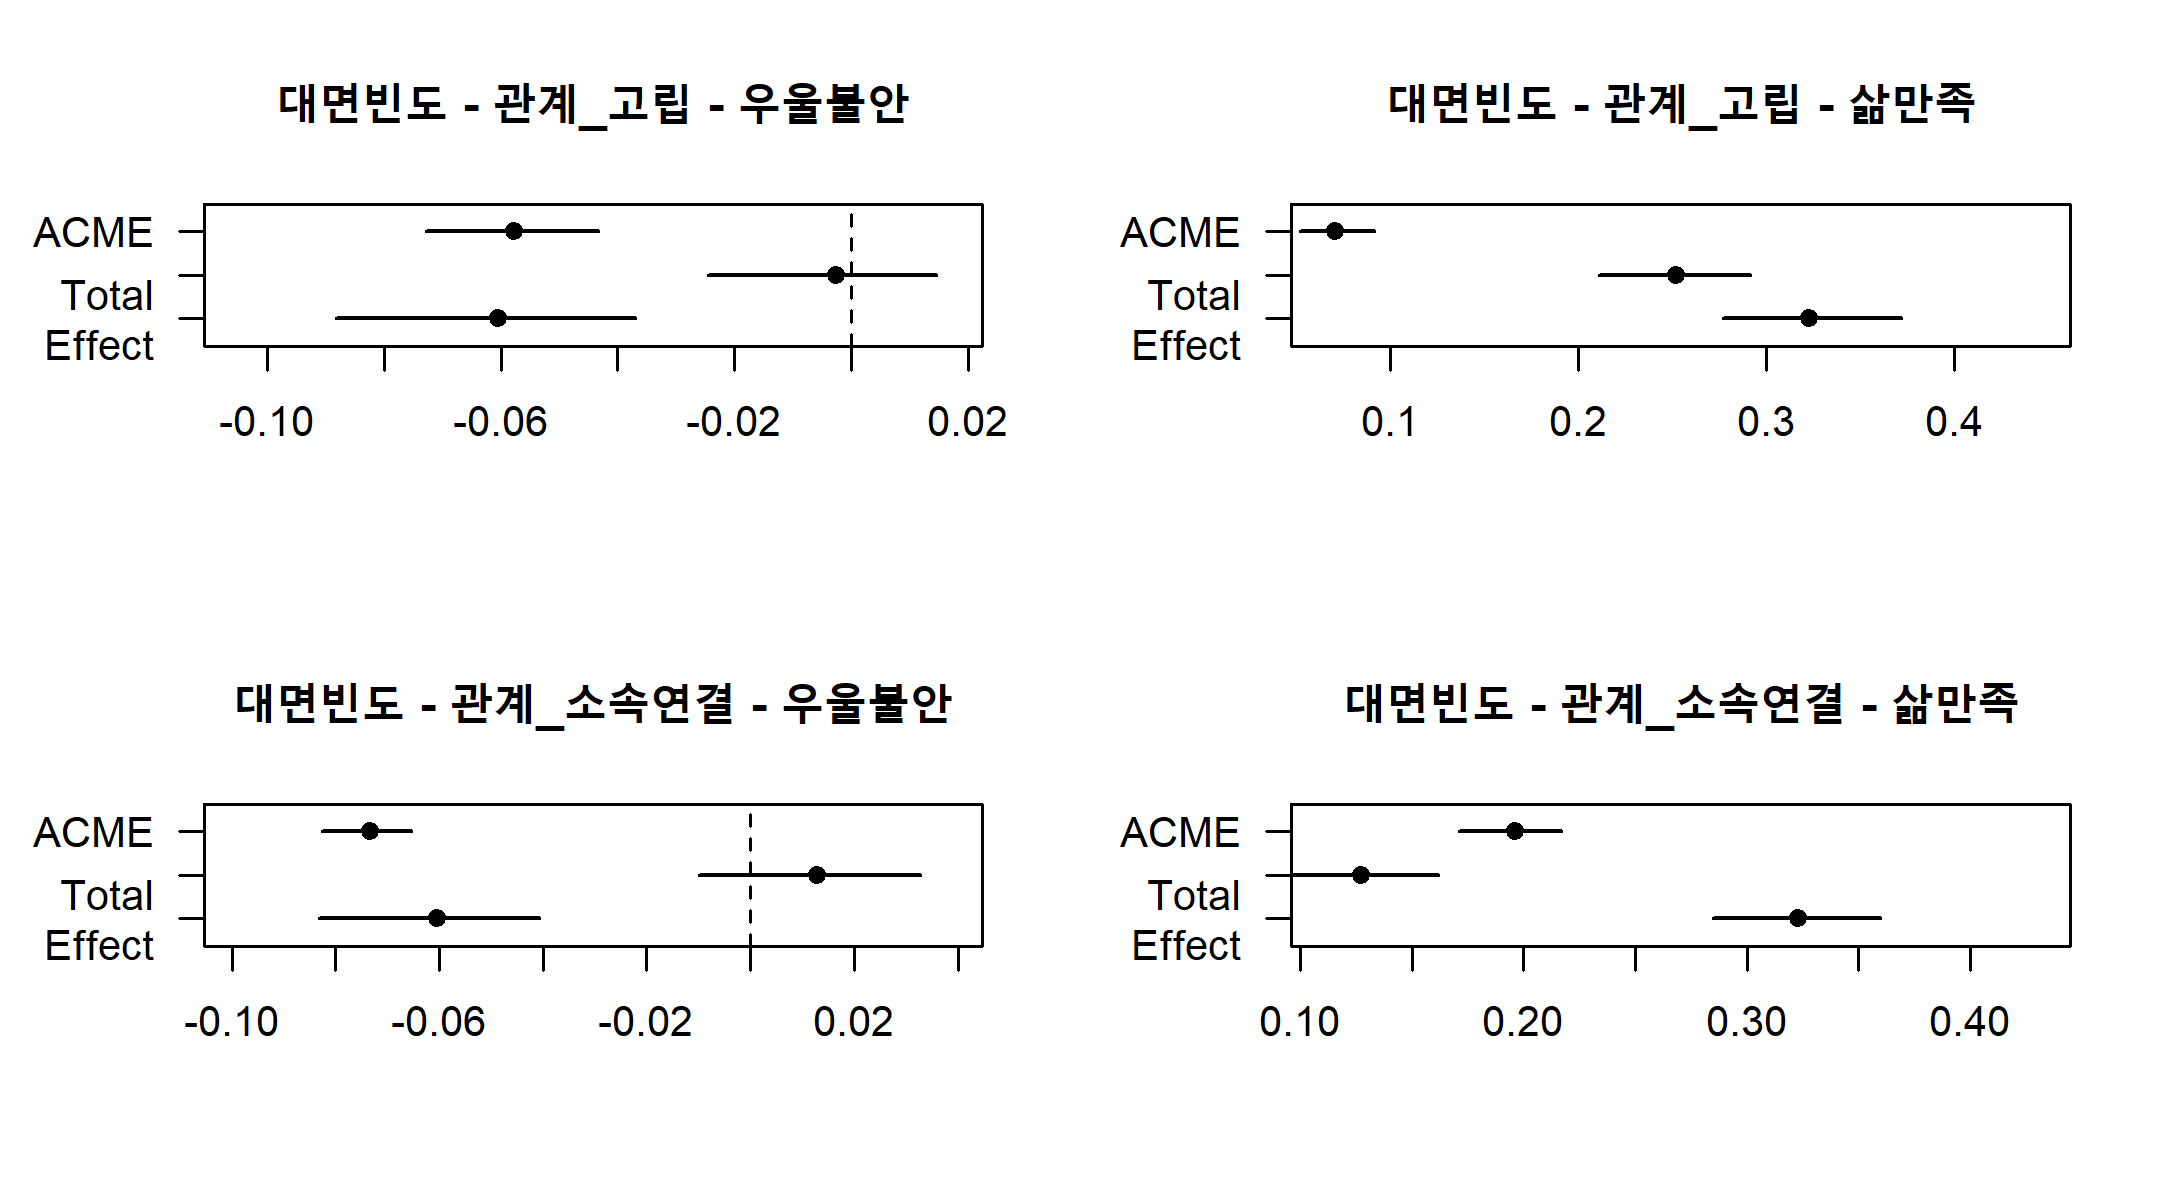 대면빈도 - 관계_고립 - 우울불안
ACME
Total
Effect
-0.10 -0.06 -0.02 0.02
대면빈도 - 관계_고립 - 삶만족
ACME
Total
Effect
0.1 0.2 0.3 0.4
대면빈도 - 관계_소속연결 - 우울불안
ACME
Total
Effect
-0.10 -0.06 -0.02 0.02
대면빈도 - 관계_소속연결 - 삶만족
ACME
Total
Effect
0.10 0.20 0.30 0.40